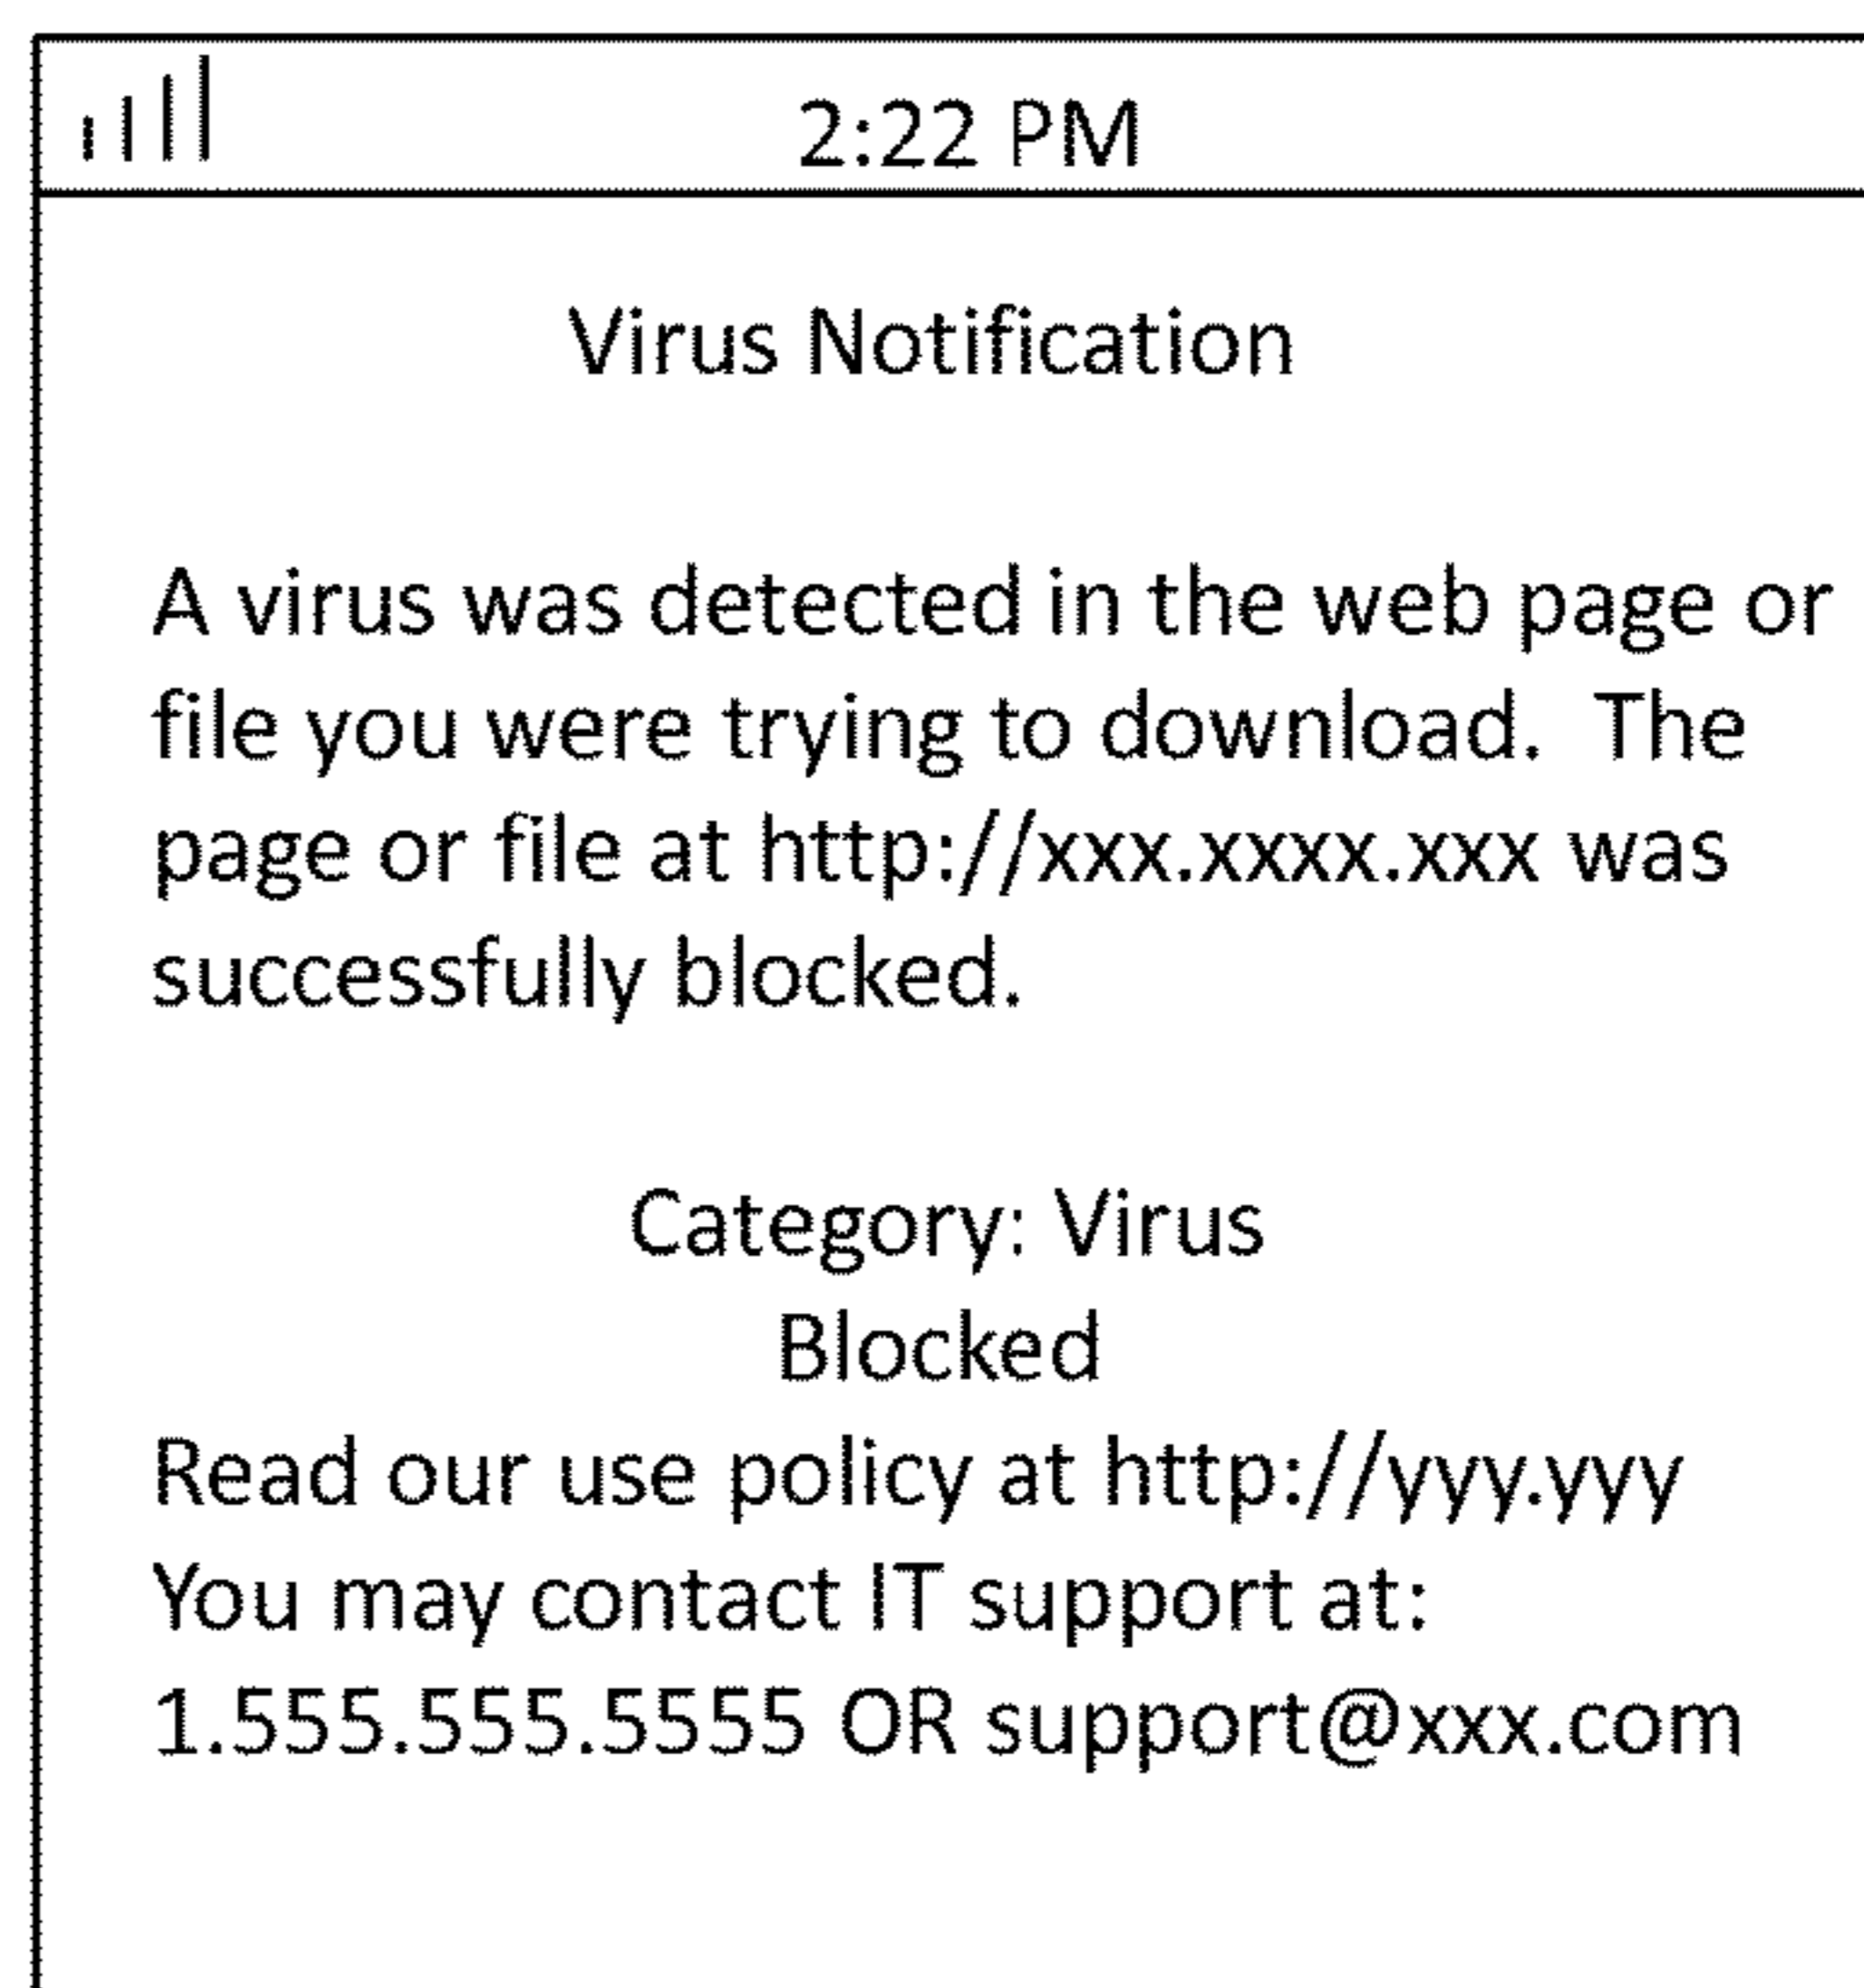 2:22 PM
Virus Notification
A virus was detected in the web page or
file you were trying to download.  The
page or file at http://xxx.xxxx.xxx was
successfully blocked.
Category: Virus
Blocked
Read our use policy at http://yyy.yyy
You may contact IT support at:
1.555.555.5555 OR support@xxx.com